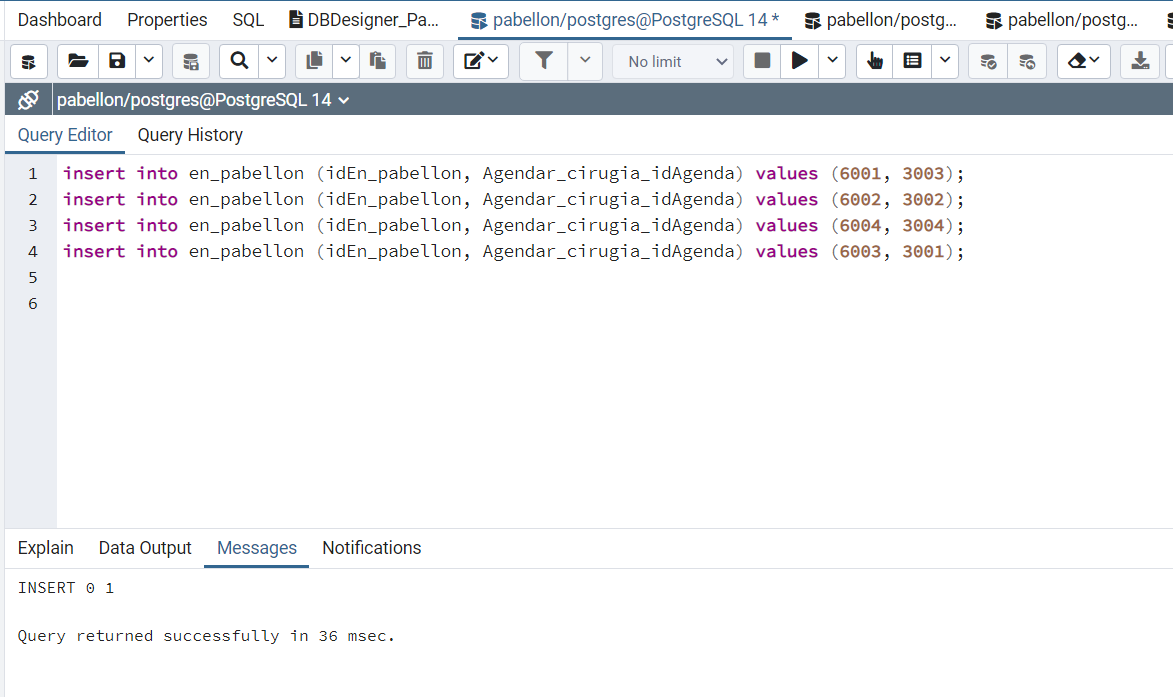 Dashboard Properties SQL DBDesigner_Pa... pabellon/postgres@PostgreSQL 14 * pabellon/postg... pabellon/postg...
No limit
pabellon/postgres@PostgreSQL 14
Query Editor Query History
1 insert into en_pabellon (idEn_pabellon, Agendar_cirugia_idAgenda) values (6001, 3003);
2 insert into en_pabellon (idEn_pabellon, Agendar_cirugia_idAgenda) values (6002, 3002);
3 insert into en_pabellon (idEn_pabellon, Agendar_cirugia_idAgenda) values (6004, 3004);
4 insert into en_pabellon (idEn_pabellon, Agendar_cirugia_idAgenda) values (6003, 3001);
5
6
Explain Data Output Messages Notifications
INSERT 0 1
Query returned successfully in 36 msec.